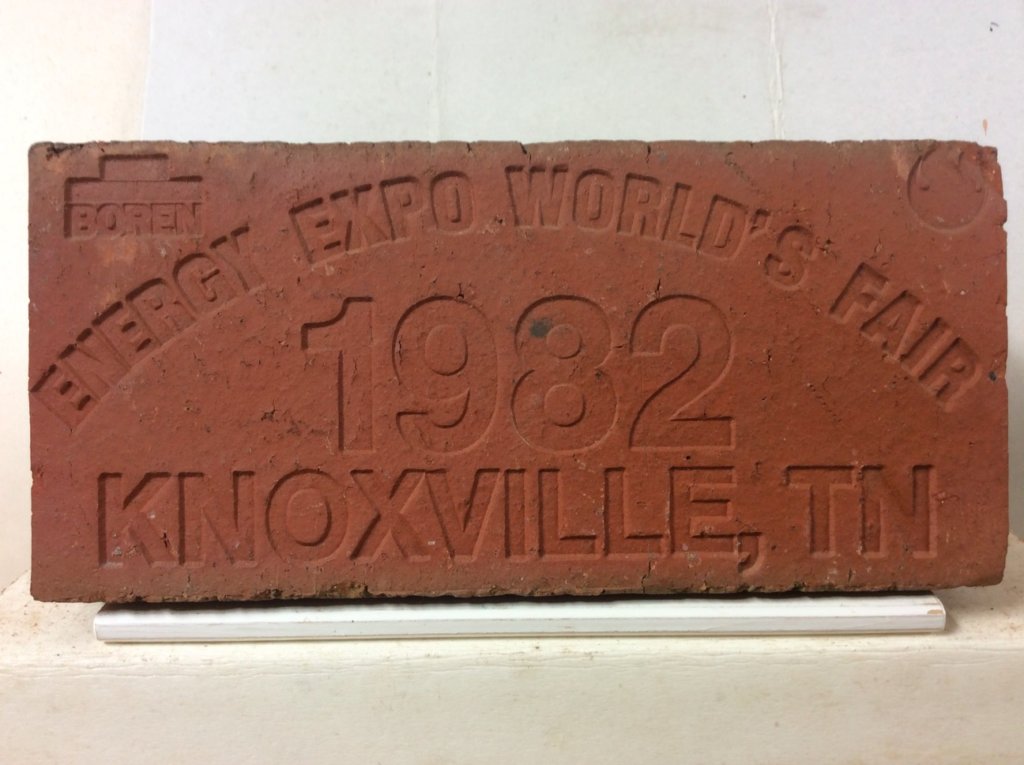 BOREN
ENERGY EXPO WORLD'S FAIR
1982
KNOXVILLE, TN